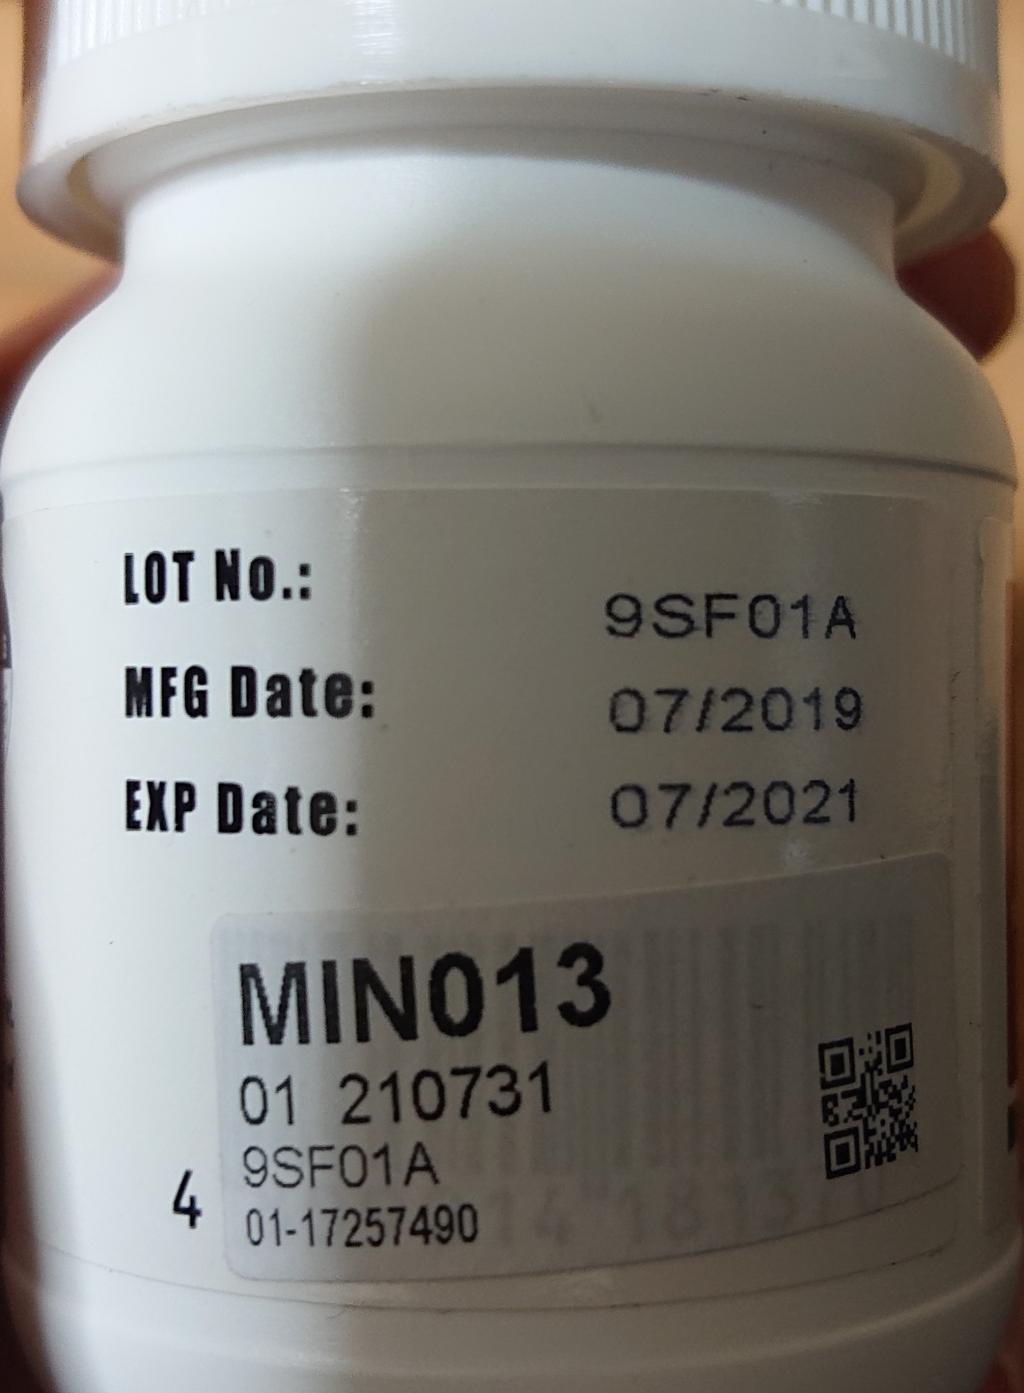 LOT No.: 9SF01A
MFG Date: 07/2019
EXP Date: 07/2021
MIN013
01 210731
9SF01A
4 01-17257490